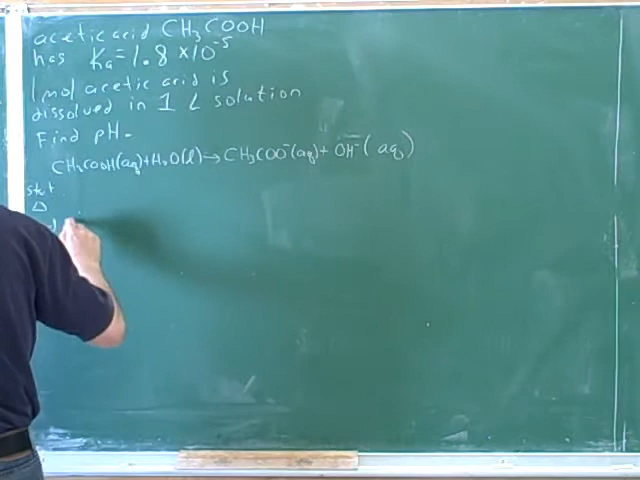 acetic acid CH₃COOH
has Ka=1.8×10⁻⁵
1 mol acetic acid is
dissolved in 1 L solution
Find pH.
CH₃COOH(aq)+H₂O(l)→CH₃COO⁻(aq)+OH⁻(aq)
start
Δ